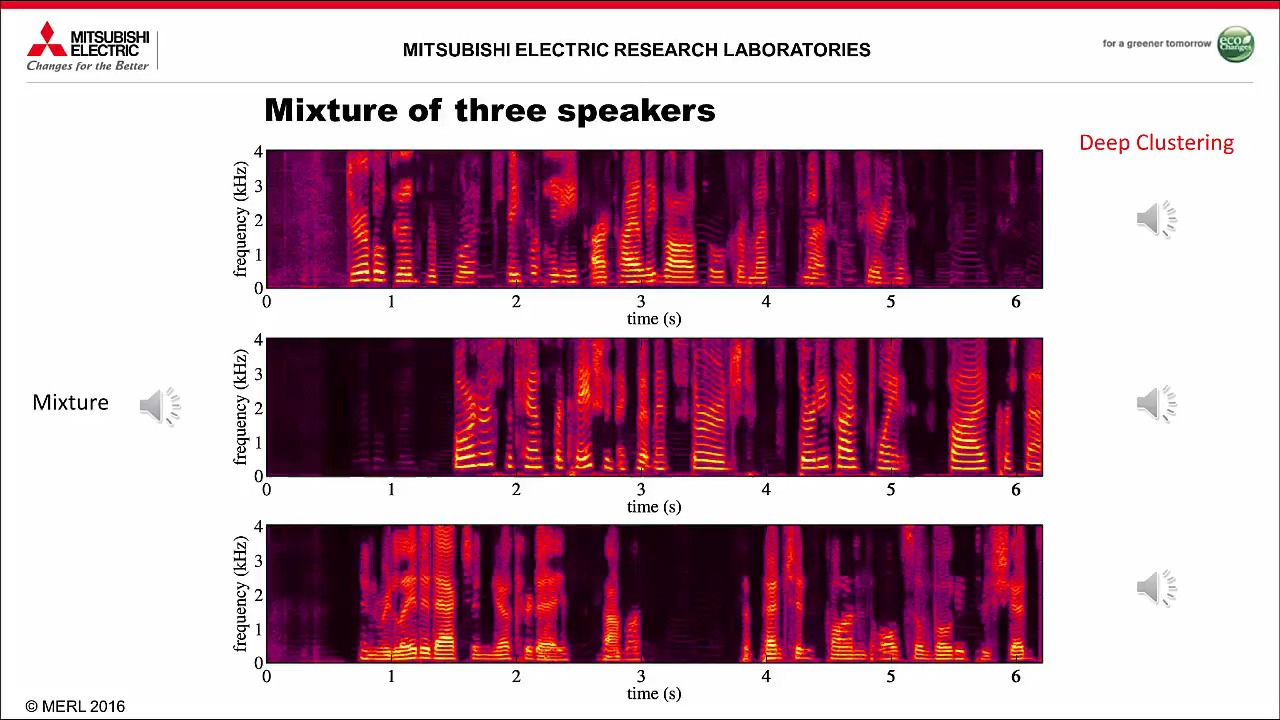 MITSUBISHI
ELECTRIC
Changes for the Better
MITSUBISHI ELECTRIC RESEARCH LABORATORIES
for a greener tomorrow
eco
Changes
Mixture of three speakers
Deep Clustering
frequency (kHz)
4
3
2
1
0
0 1 2 3 4 5 6
time (s)
Mixture
frequency (kHz)
4
3
2
1
0
0 1 2 3 4 5 6
time (s)
frequency (kHz)
4
3
2
1
0
0 1 2 3 4 5 6
time (s)
© MERL 2016